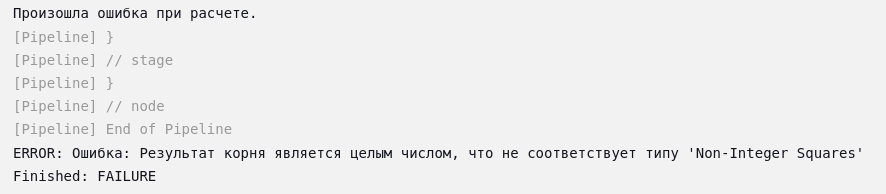 Произошла ошибка при расчете.
[Pipeline] }
[Pipeline] // stage
[Pipeline] }
[Pipeline] // node
[Pipeline] End of Pipeline
ERROR: Ошибка: Результат корня является целым числом, что не соответствует типу 'Non-Integer Squares'
Finished: FAILURE